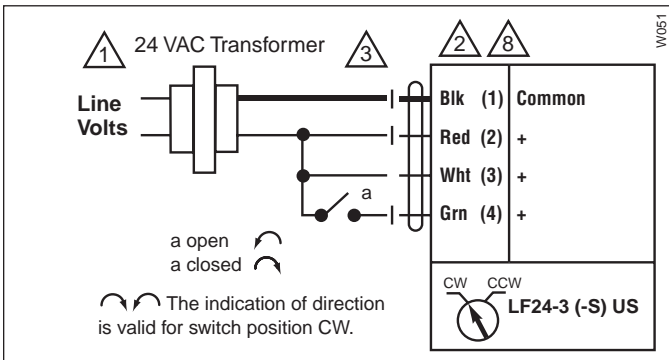 W051
1 24 VAC Transformer 3 2 8
Line
Volts
Blk (1) Common
Red (2) +
Wht (3) +
a
Grn (4) +
a open
a closed
CW CCW
LF24-3 (-S) US
The indication of direction
is valid for switch position CW.